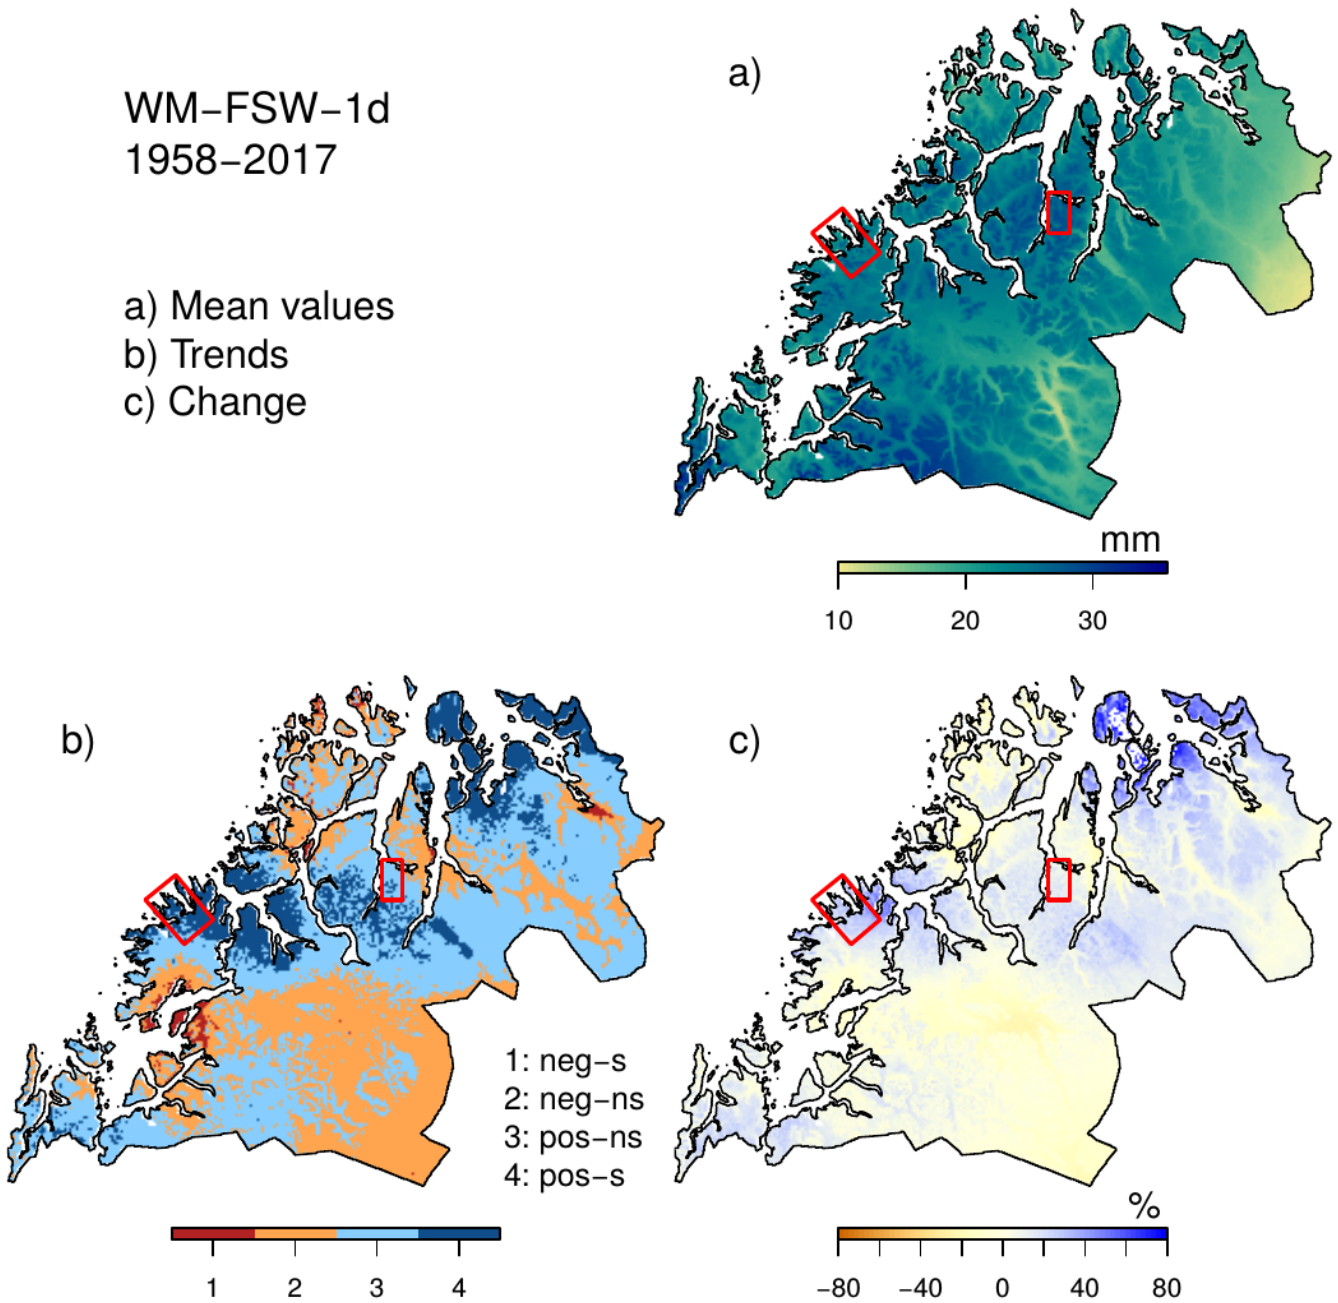 WM−FSW−1d
1958−2017
a) Mean values
b) Trends
c) Change
a)
mm
10 20 30
b)
1: neg−s
2: neg−ns
3: pos−ns
4: pos−s
1 2 3 4
c)
%
−80 −40 0 40 80